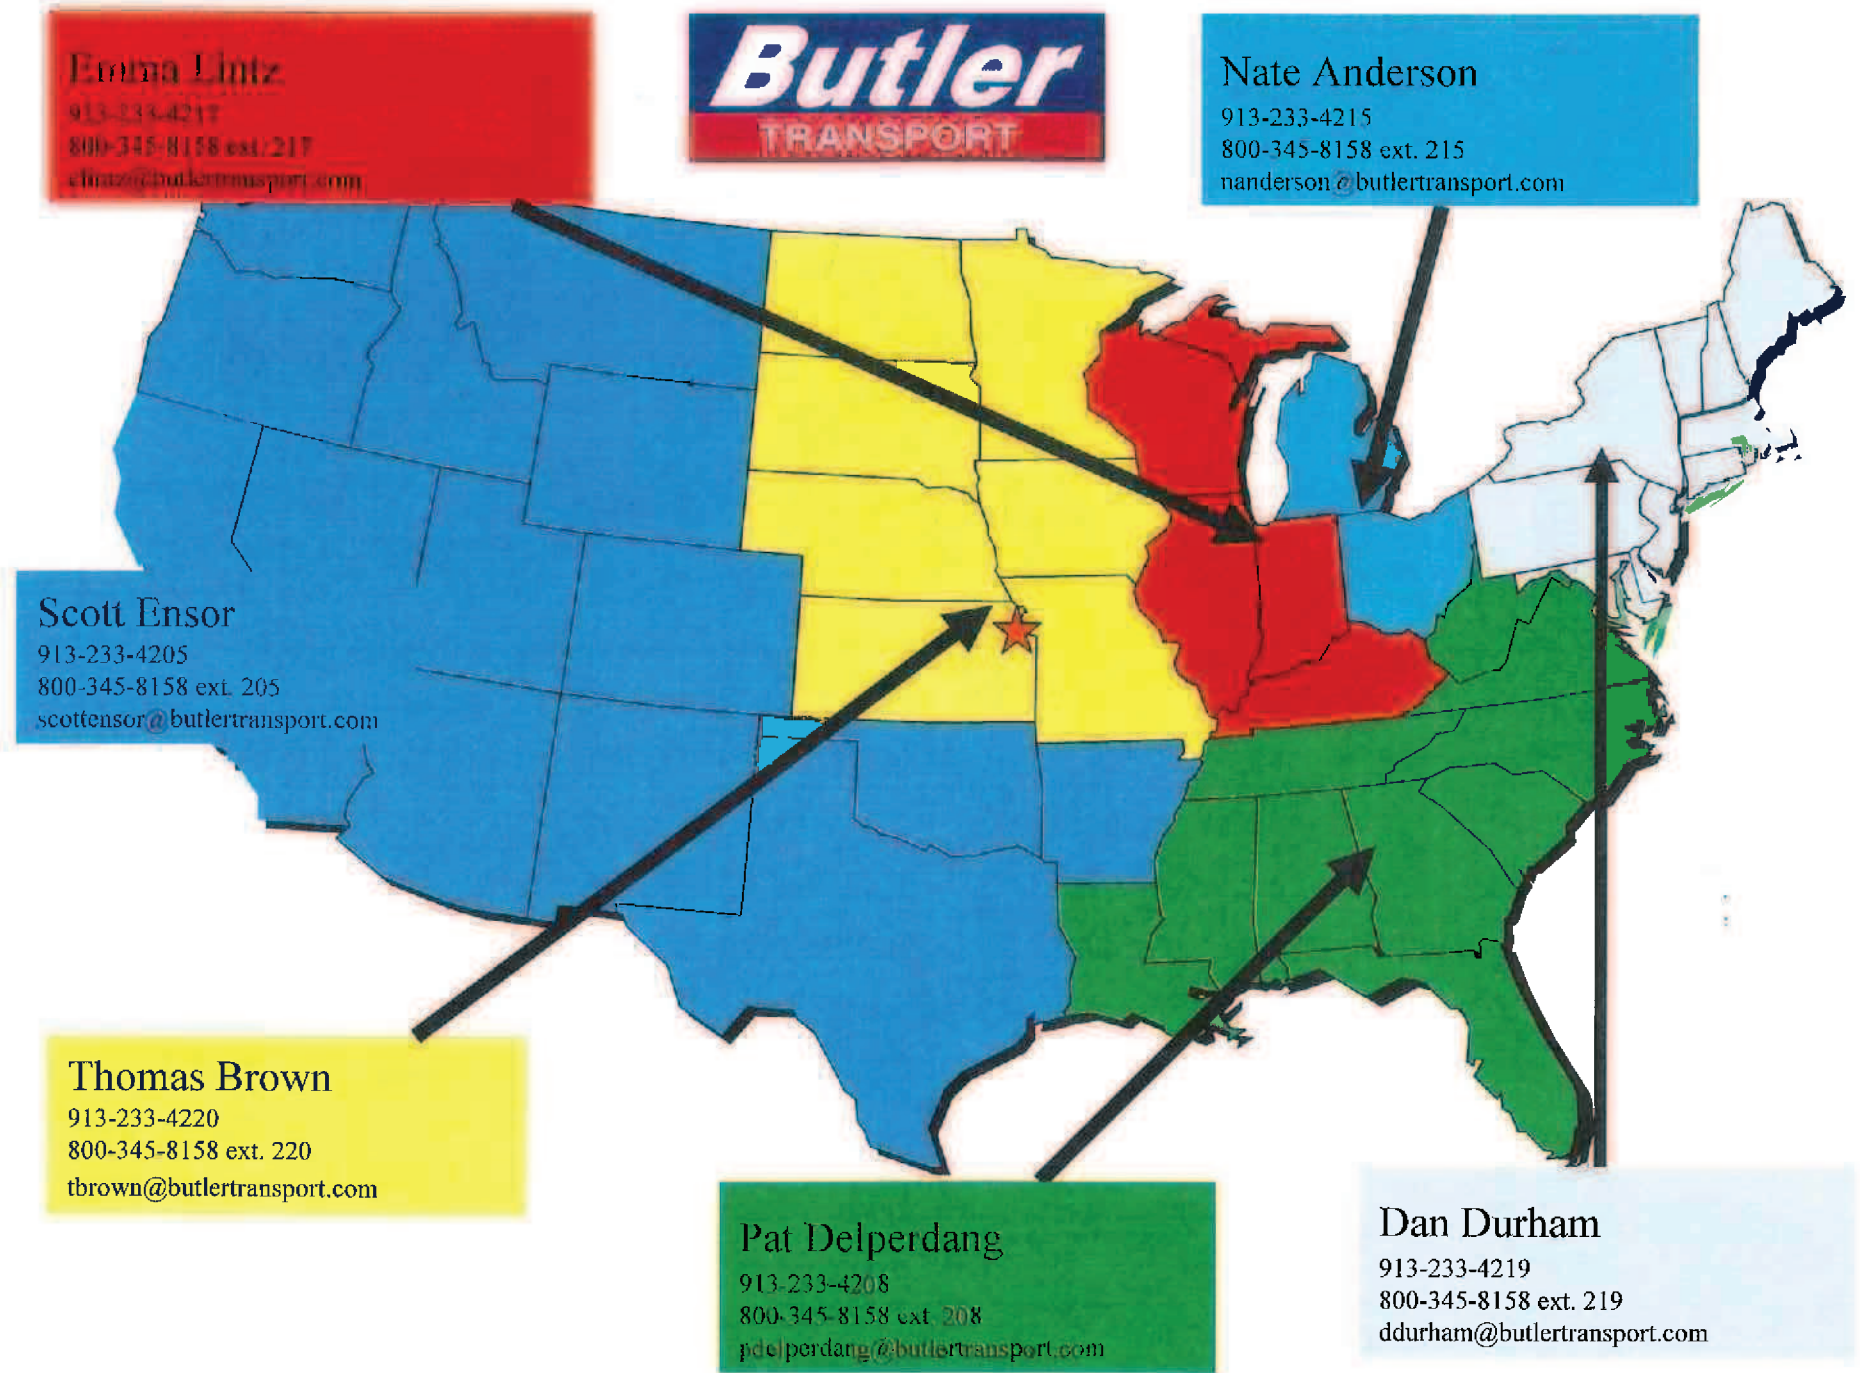 Emma Lintz
913-233-4217
800-345-8158 ext. 217
elintz@butlertransport.com
Butler
TRANSPORT
Nate Anderson
913-233-4215
800-345-8158 ext. 215
nanderson@butlertransport.com
Scott Ensor
913-233-4205
800-345-8158 ext. 205
scottensor@butlertransport.com
Thomas Brown
913-233-4220
800-345-8158 ext. 220
tbrown@butlertransport.com
Pat Delperdang
913-233-4208
800-345-8158 ext. 208
pdelperdang@butlertransport.com
Dan Durham
913-233-4219
800-345-8158 ext. 219
ddurham@butlertransport.com